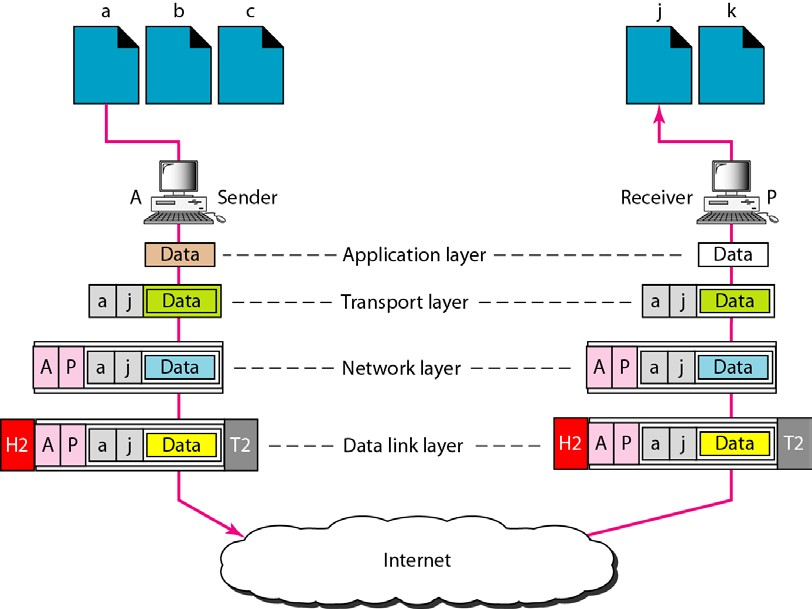 a b c j k
A Sender Receiver P
Data Application layer Data
a j Data Transport layer a j Data
A P a j Data Network layer A P a j Data
H2 A P a j Data T2 Data link layer H2 A P a j Data T2
Internet